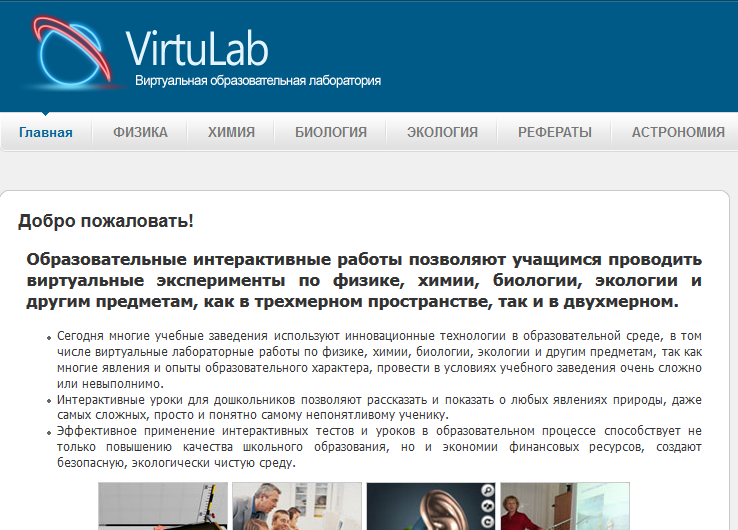 VirtuLab
Виртуальная образовательная лаборатория
Главная ФИЗИКА ХИМИЯ БИОЛОГИЯ ЭКОЛОГИЯ РЕФЕРАТЫ АСТРОНОМИЯ
Добро пожаловать!
Образовательные интерактивные работы позволяют учащимся проводить
виртуальные эксперименты по физике, химии, биологии, экологии и
другим предметам, как в трехмерном пространстве, так и в двухмерном.
Сегодня многие учебные заведения используют инновационные технологии в образовательной среде, в том
числе виртуальные лабораторные работы по физике, химии, биологии, экологии и другим предметам, так как
многие явления и опыты образовательного характера, провести в условиях учебного заведения очень сложно
или невыполнимо.
Интерактивные уроки для дошкольников позволяют рассказать и показать о любых явлениях природы, даже
самых сложных, просто и понятно самому непонятливому ученику.
Эффективное применение интерактивных тестов и уроков в образовательном процессе способствует не
только повышению качества школьного образования, но и экономии финансовых ресурсов, создают
безопасную, экологически чистую среду.